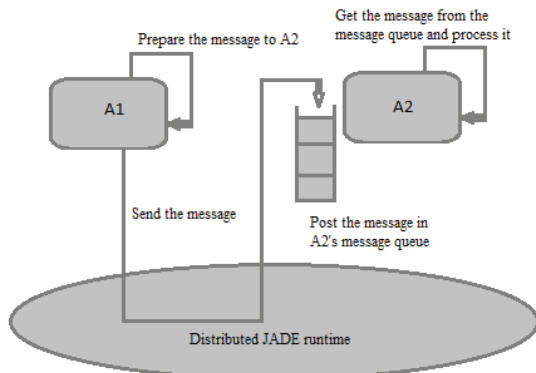 Prepare the message to A2
Get the message from the
message queue and process it
A1
A2
Send the message
Post the message in
A2's message queue
Distributed JADE runtime